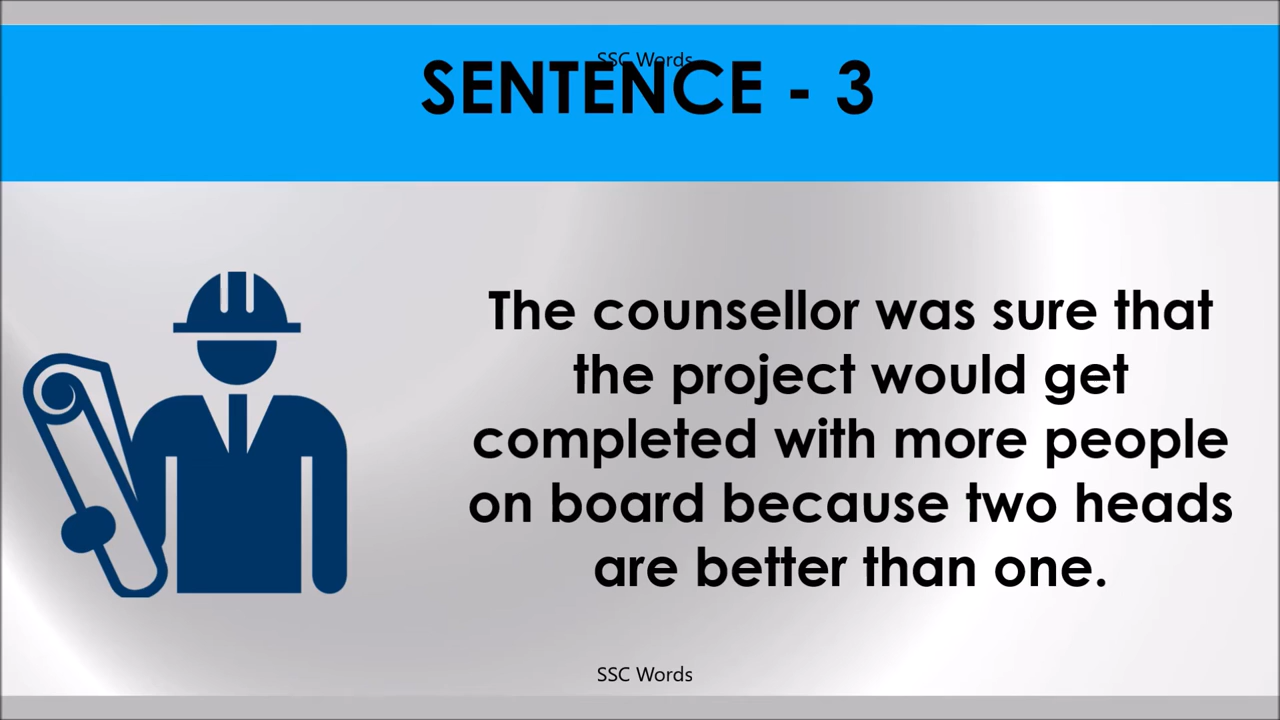 SSC Words
SENTENCE - 3
The counsellor was sure that
the project would get
completed with more people
on board because two heads
are better than one.
SSC Words